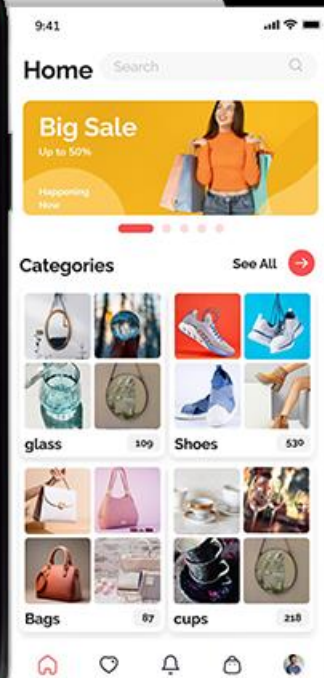 9:41
Home
Search
Big Sale
Up to 50%
Happening
Now
Categories
See All
glass
109
Shoes
530
Bags
87
cups
218